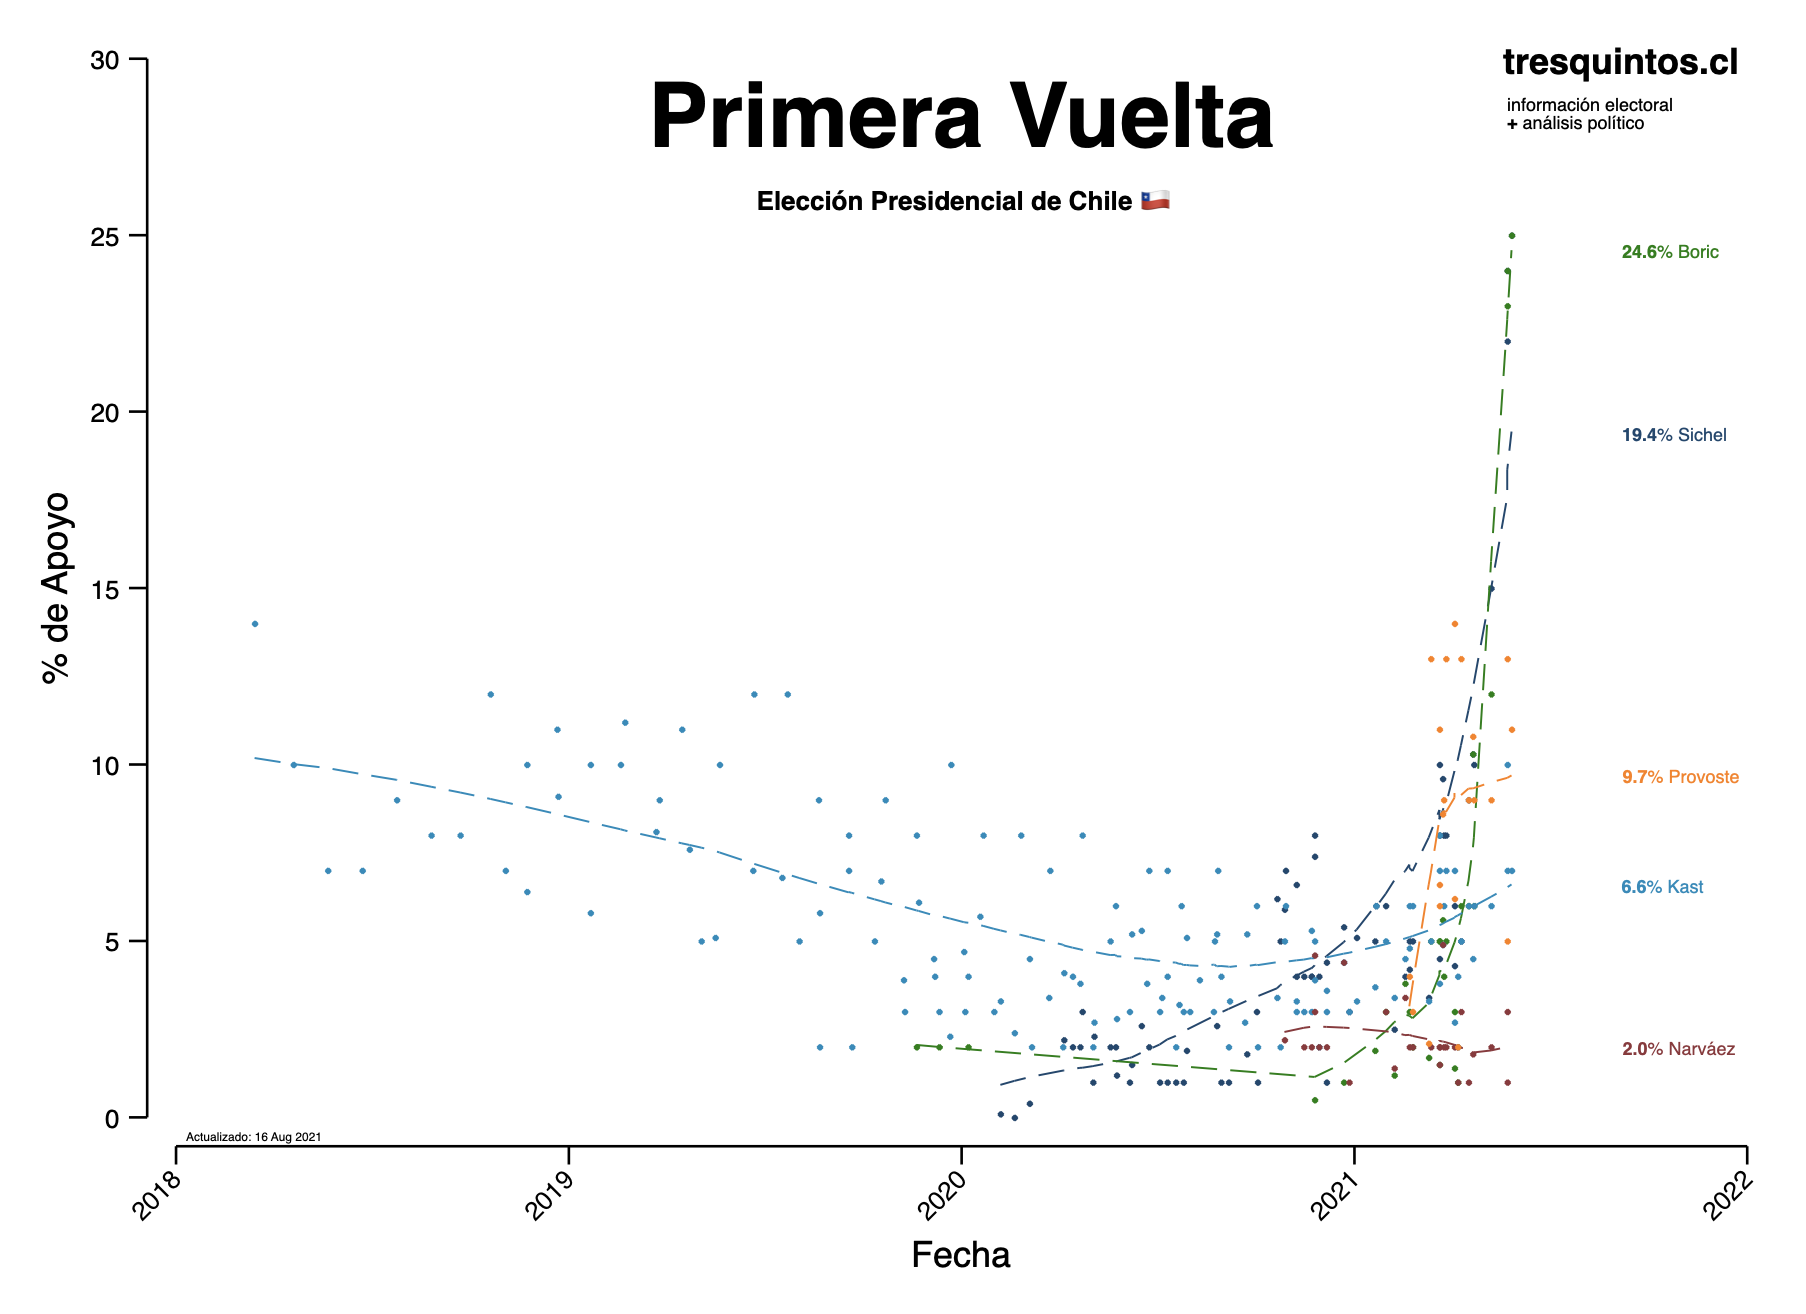 Primera Vuelta
Elección Presidencial de Chile 🇨🇱
tresquintos.cl
información electoral
+ análisis político
% de Apoyo
30
25
20
15
10
5
0
24.6% Boric
19.4% Sichel
9.7% Provoste
6.6% Kast
2.0% Narváez
Actualizado: 16 Aug 2021
2018
2019
2020
2021
2022
Fecha